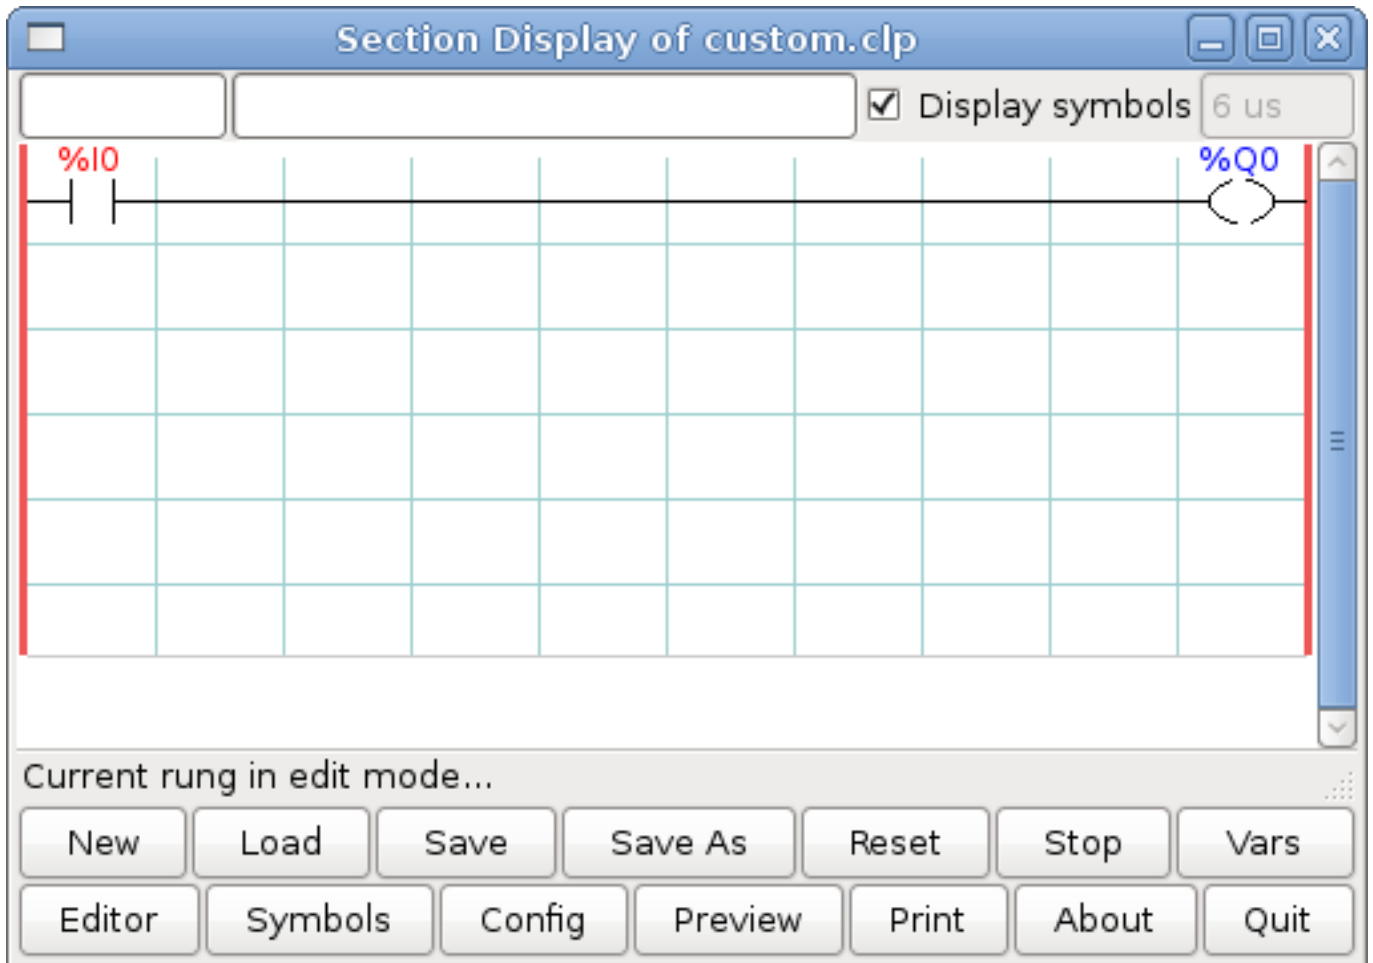 Section Display of custom.clp
Display symbols 6 us
%I0 %Q0
Current rung in edit mode...
New Load Save Save As Reset Stop Vars
Editor Symbols Config Preview Print About Quit